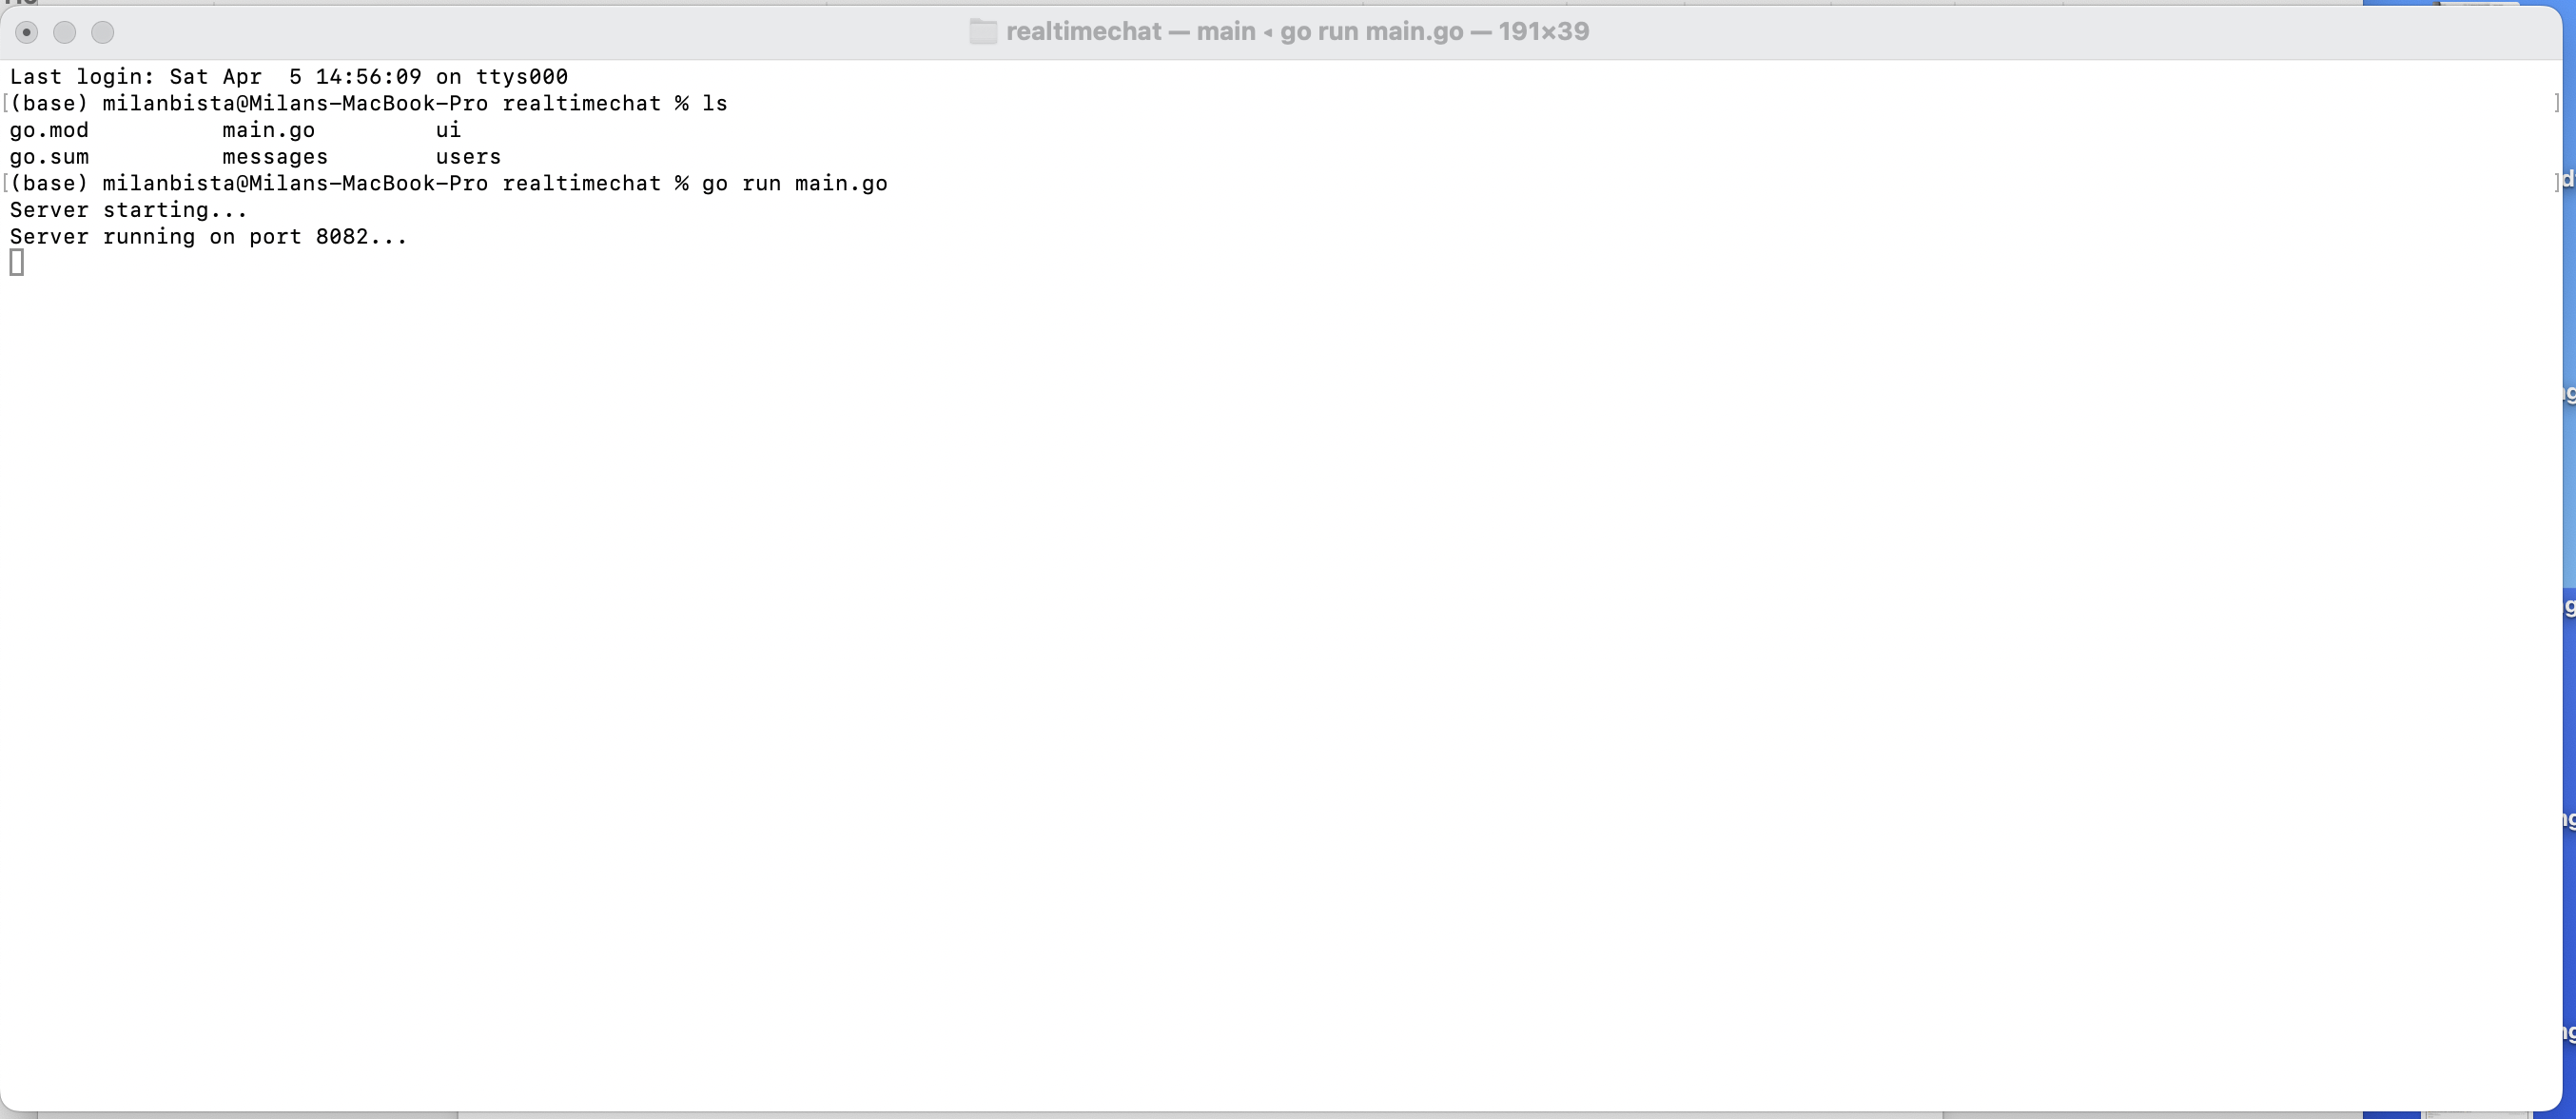 realtimechat — main ◂ go run main.go — 191×39
Last login: Sat Apr  5 14:56:09 on ttys000
[(base) milanbista@Milans-MacBook-Pro realtimechat % ls ]
go.mod          main.go         ui
go.sum          messages        users
[(base) milanbista@Milans-MacBook-Pro realtimechat % go run main.go ]
Server starting...
Server running on port 8082...